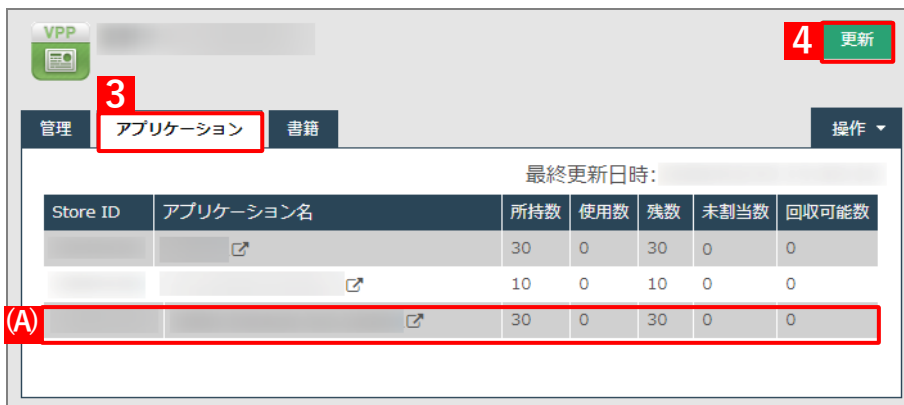 VPP
4 更新
3
管理 アプリケーション 書籍 操作
最終更新日時:
Store ID アプリケーション名 所持数 使用数 残数 未割当数 回収可能数
30 0 30 0 0
10 0 10 0 0
(A) 30 0 30 0 0